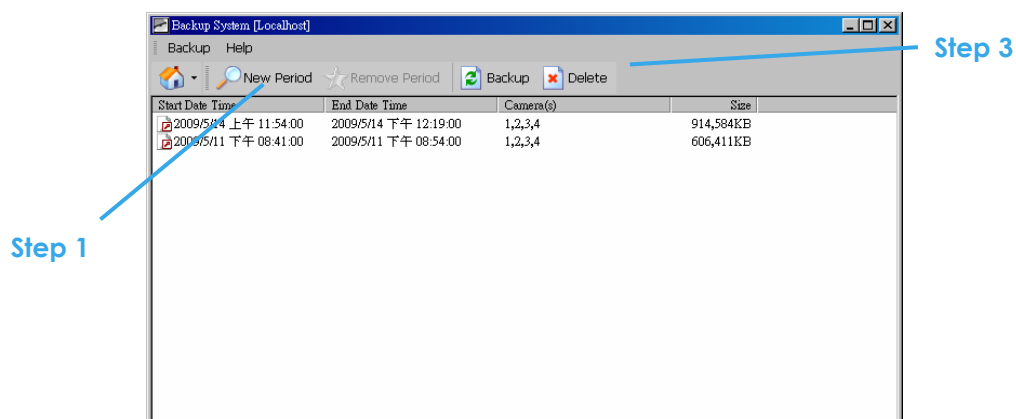 Backup System [Localhost]
Backup Help
Step 3
New Period Remove Period Backup Delete
Start Date Time End Date Time Camera(s) Size
2009/5/14 上午 11:54:00 2009/5/14 下午 12:19:00 1,2,3,4 914,584KB
2009/5/11 下午 08:41:00 2009/5/11 下午 08:54:00 1,2,3,4 606,411KB
Step 1